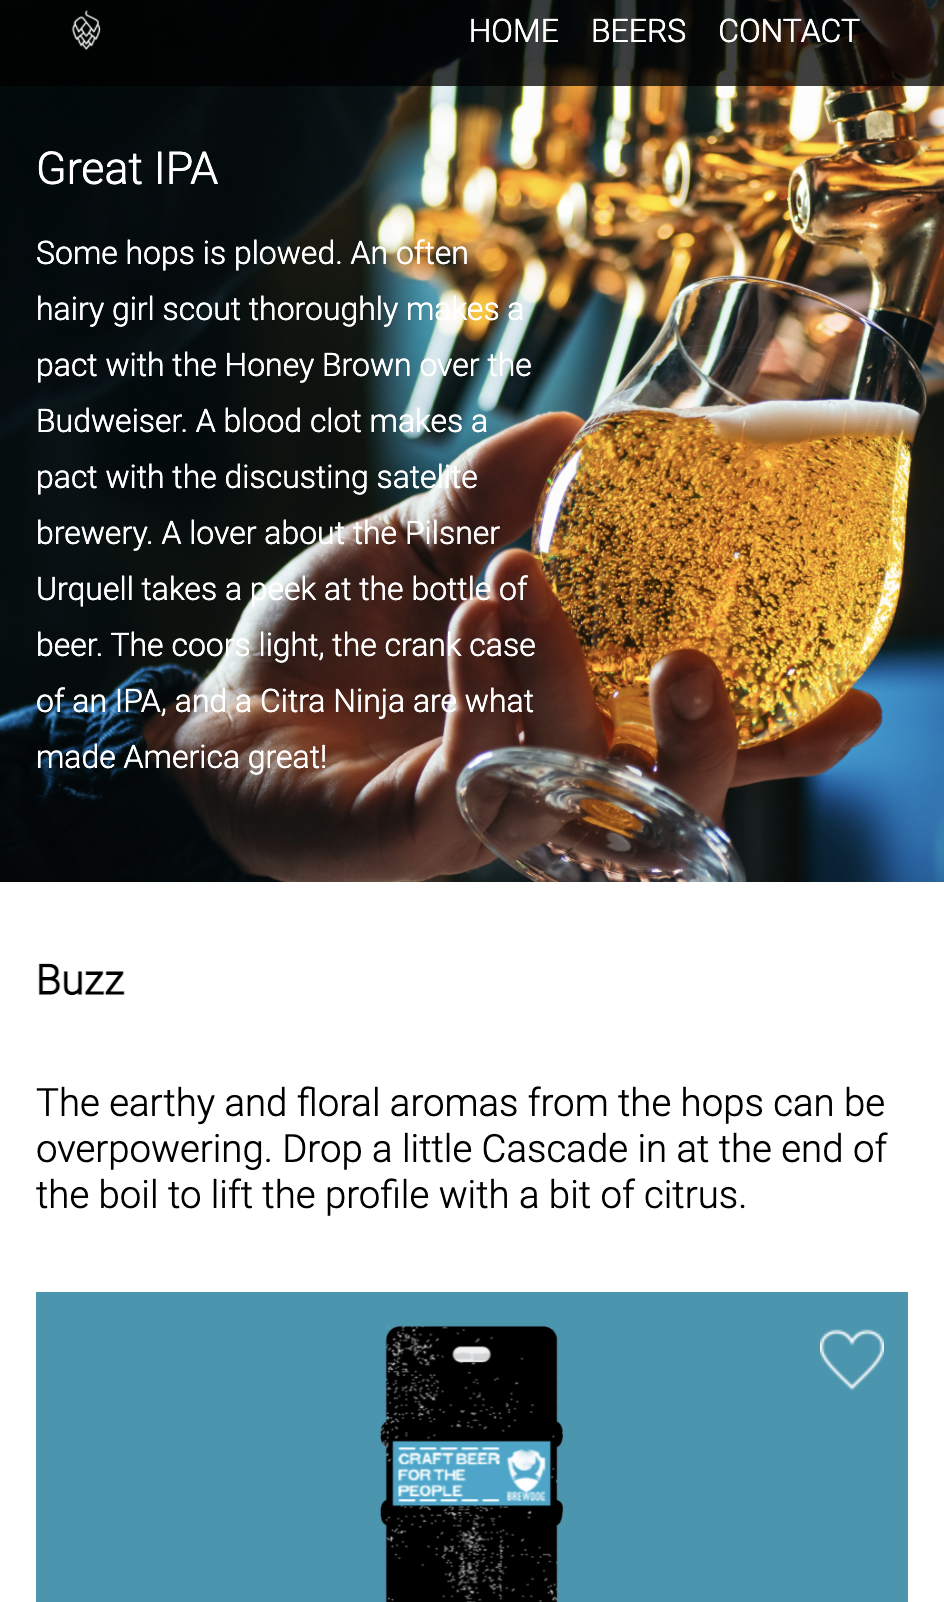 HOME BEERS CONTACT
Great IPA
Some hops is plowed. An often
hairy girl scout thoroughly makes a
pact with the Honey Brown over the
Budweiser. A blood clot makes a
pact with the discusting satelite
brewery. A lover about the Pilsner
Urquell takes a peek at the bottle of
beer. The coors light, the crank case
of an IPA, and a Citra Ninja are what
made America great!
Buzz
The earthy and floral aromas from the hops can be
overpowering. Drop a little Cascade in at the end of
the boil to lift the profile with a bit of citrus.
CRAFT BEER
FOR THE
PEOPLE
BREWDOG